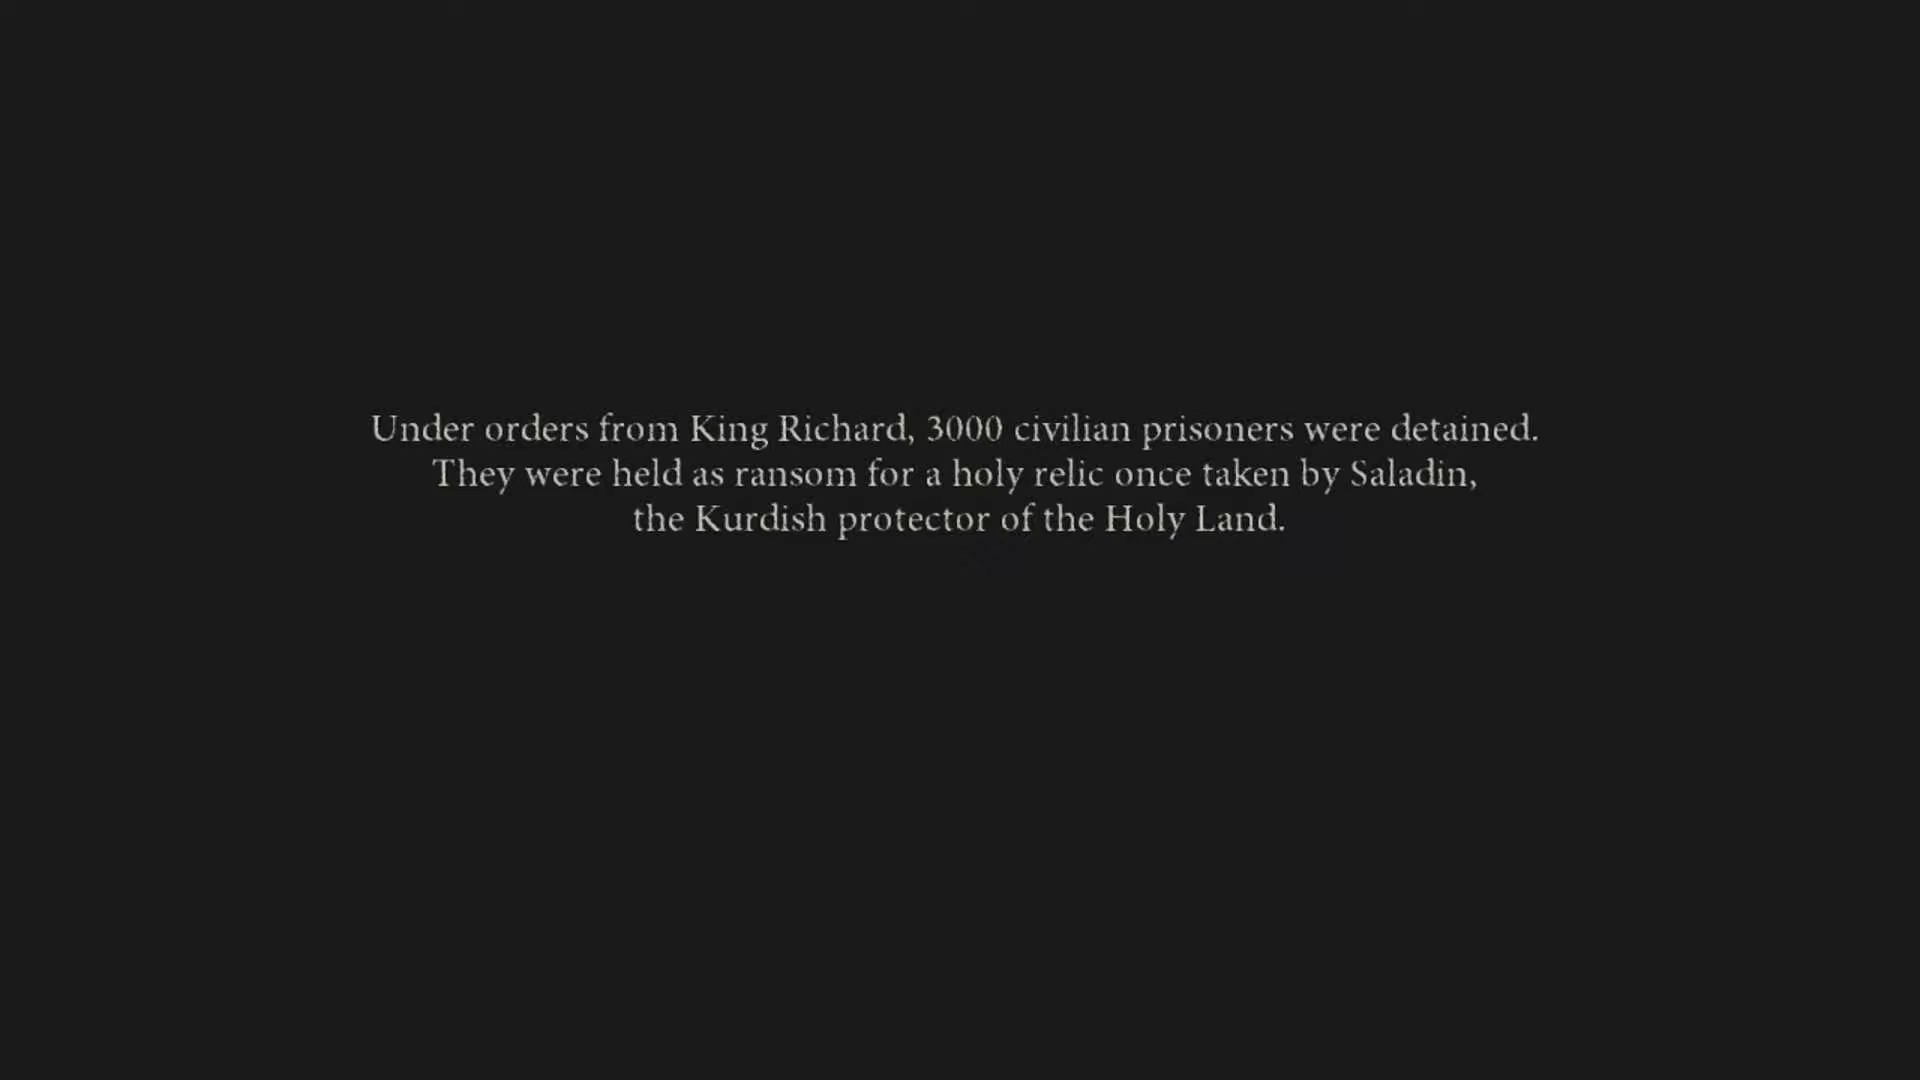 Under orders from King Richard, 3000 civilian prisoners were detained.
They were held as ransom for a holy relic once taken by Saladin,
the Kurdish protector of the Holy Land.